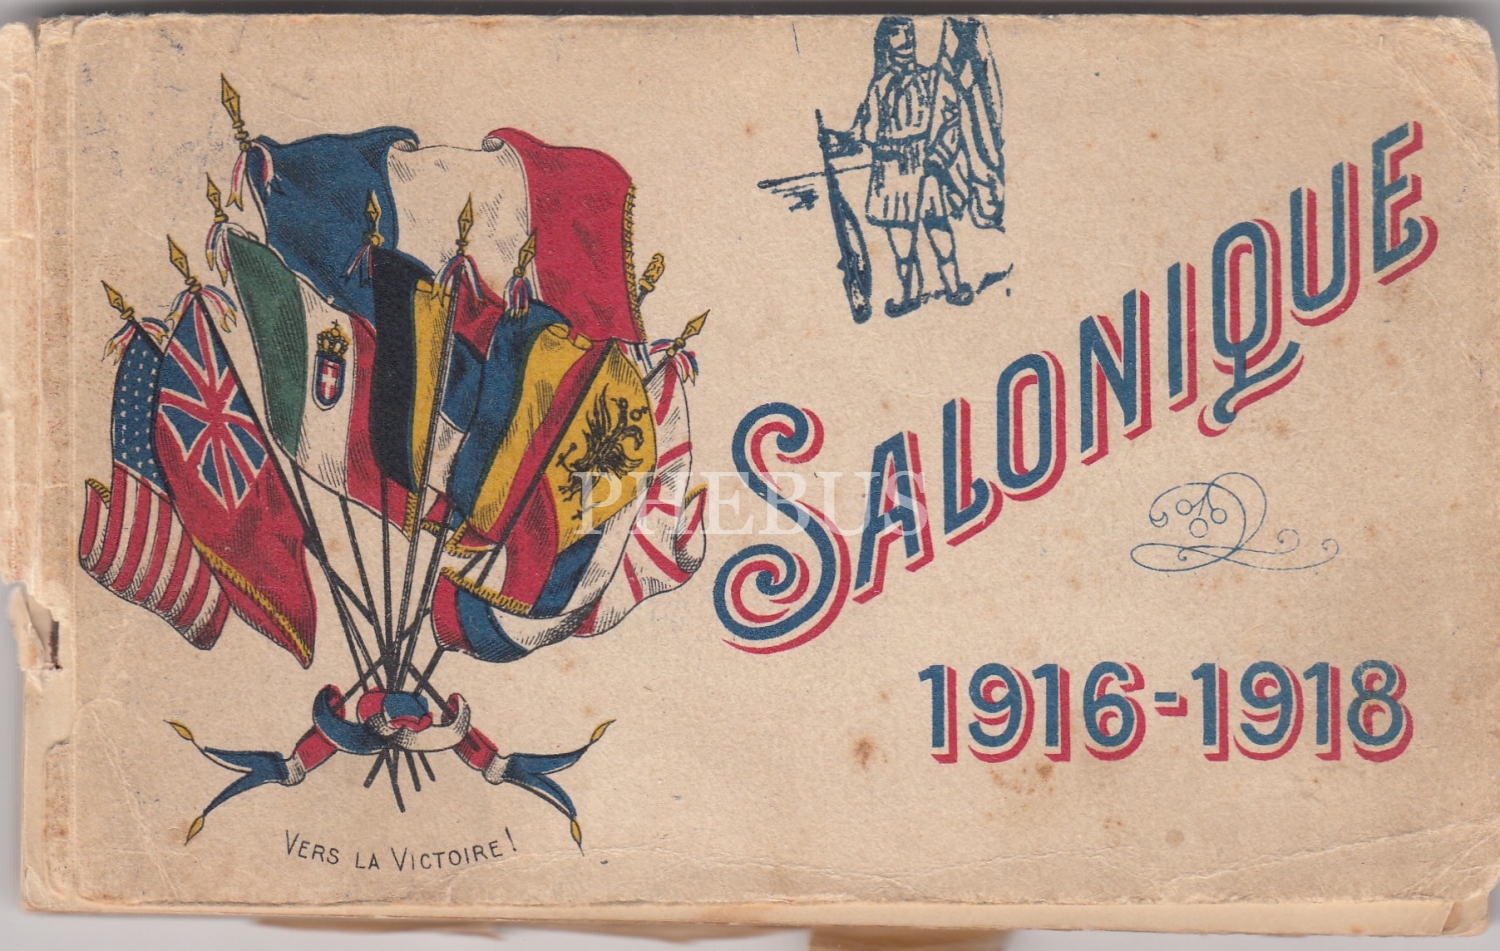 SALONIQUE
PHEBUS
1916-1918
VERS LA VICTOIRE!